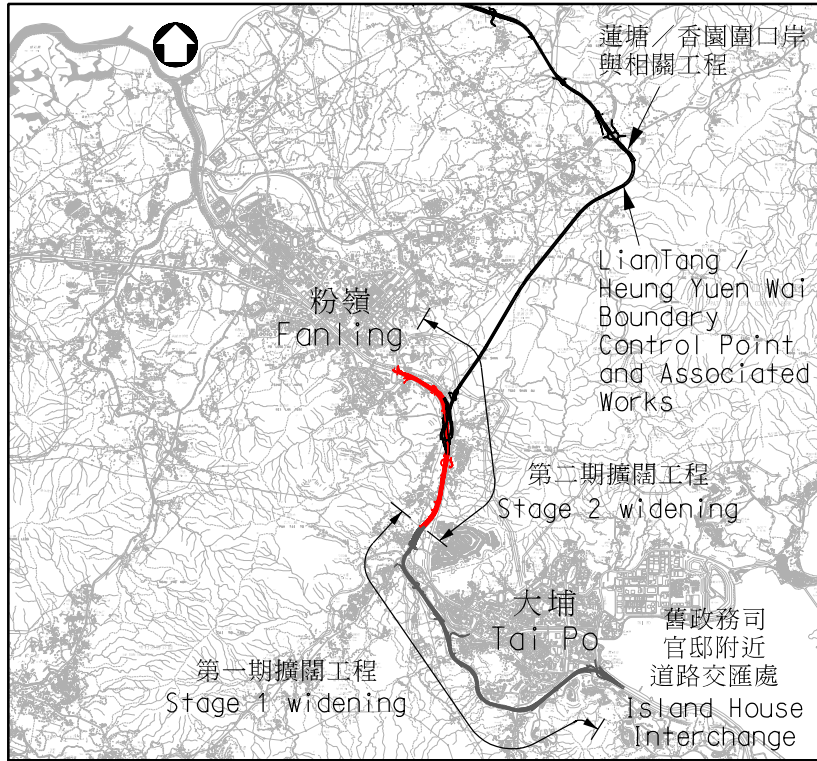 蓮塘／香園圍口岸
與相關工程
LianTang /
Heung Yuen Wai
Boundary
Control Point
and Associated
Works
粉嶺
Fanling
第二期擴闊工程
Stage 2 widening
大埔
Tai Po
舊政務司
官邸附近
道路交匯處
Island House
Interchange
第一期擴闊工程
Stage 1 widening